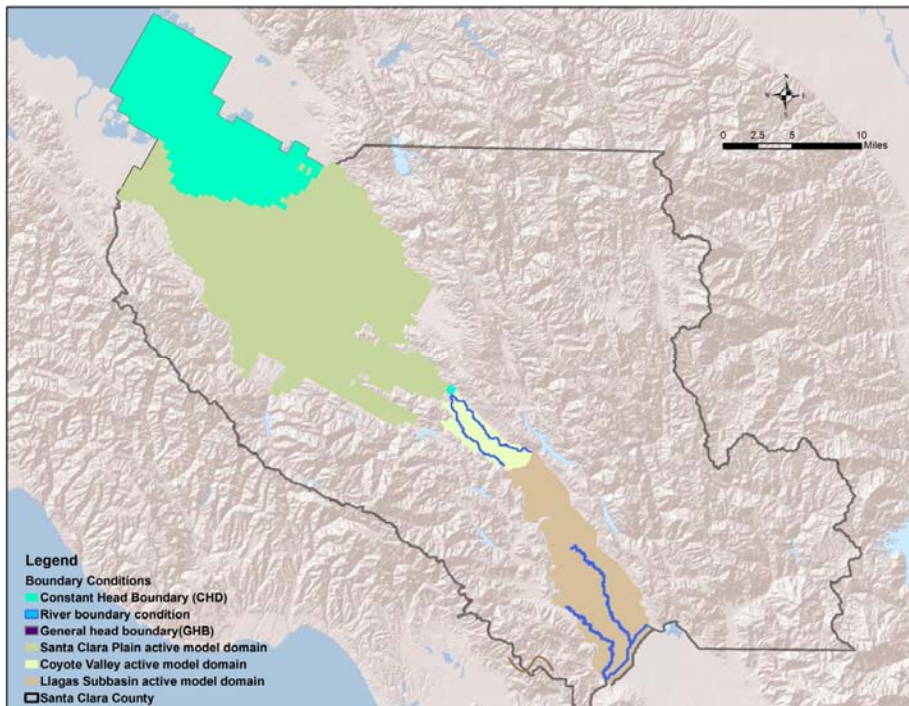 N
W E
S
0 2.5 5 10
Miles
Legend
Boundary Conditions
Constant Head Boundary (CHD)
River boundary condition
General head boundary(GHB)
Santa Clara Plain active model domain
Coyote Valley active model domain
Llagas Subbasin active model domain
Santa Clara County